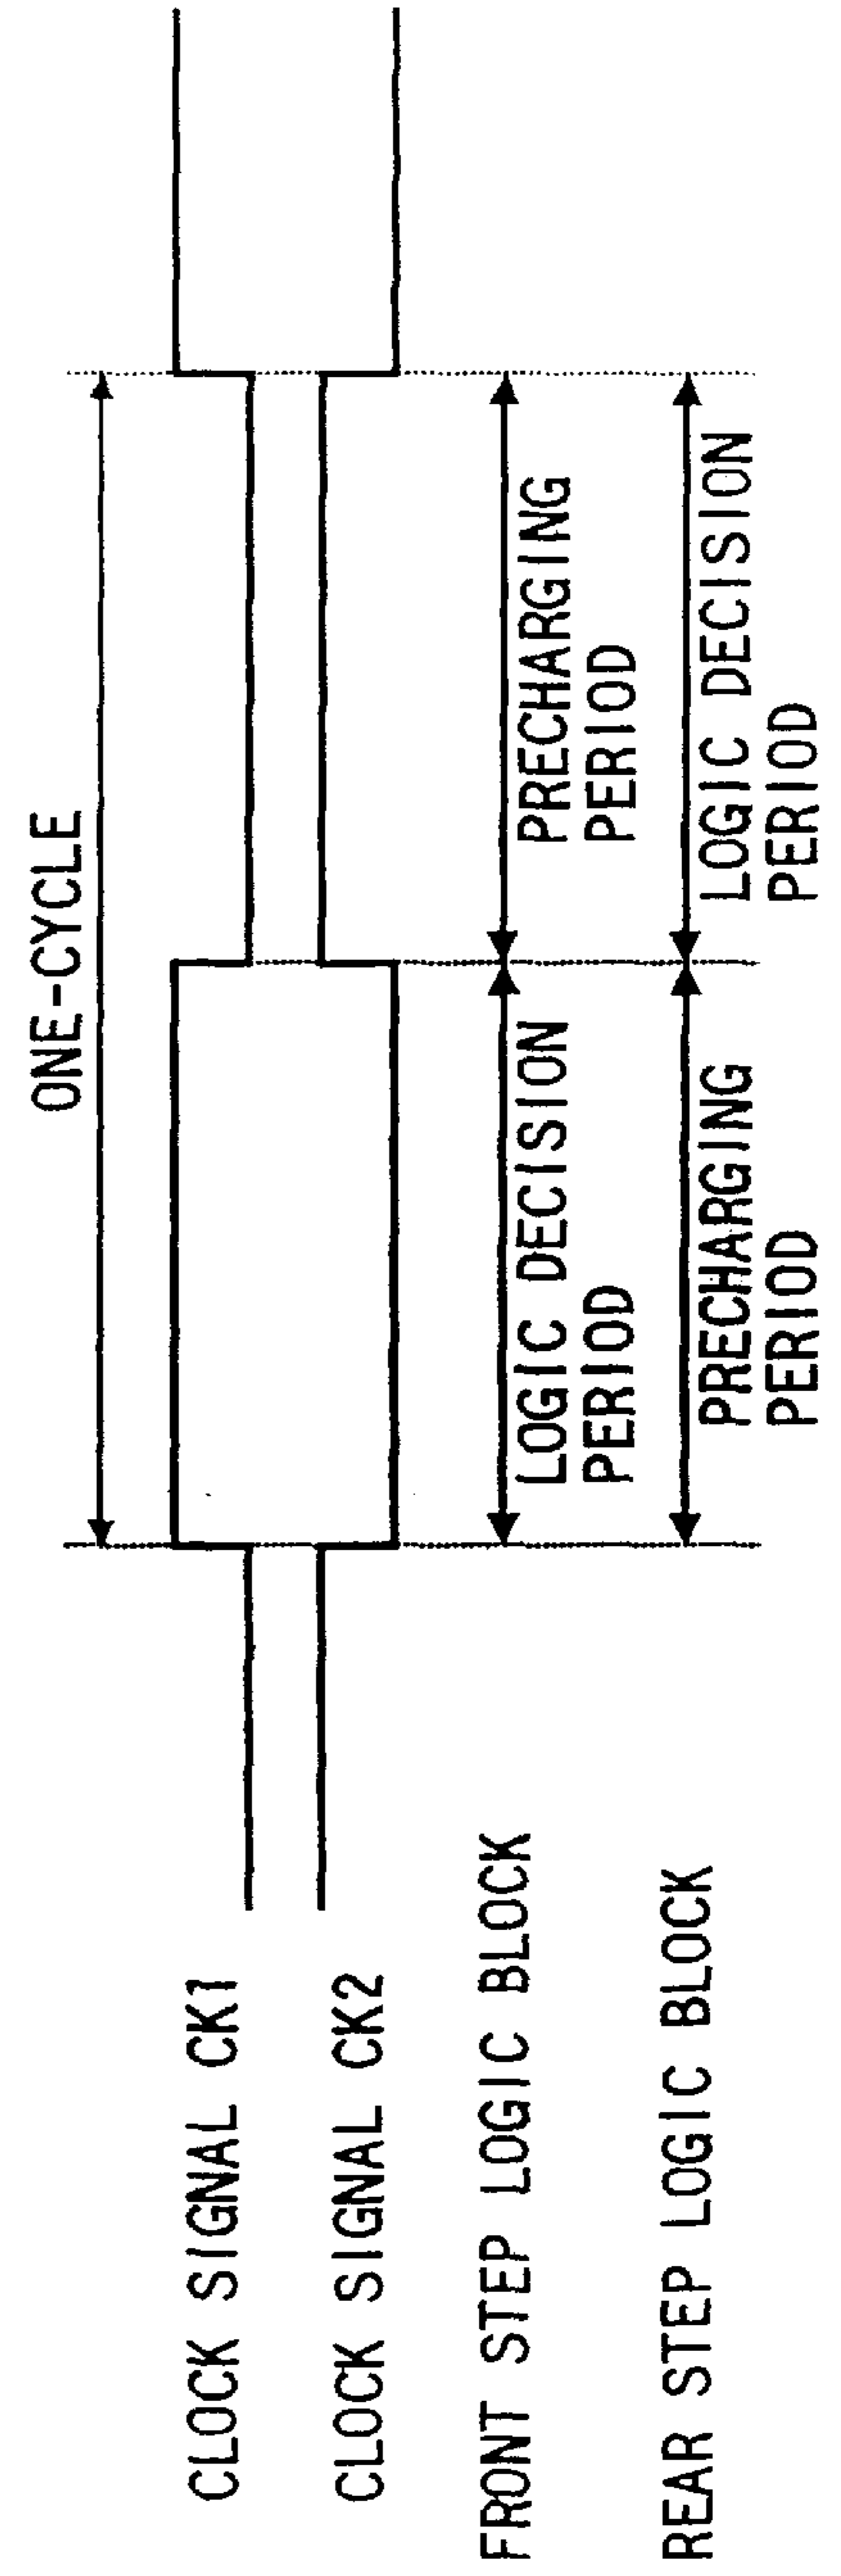 ONE-CYCLE
CLOCK SIGNAL CK1
CLOCK SIGNAL CK2
FRONT STEP LOGIC BLOCK
LOGIC DECISION
PERIOD
PRECHARGING
PERIOD
REAR STEP LOGIC BLOCK
PRECHARGING
PERIOD
LOGIC DECISION
PERIOD